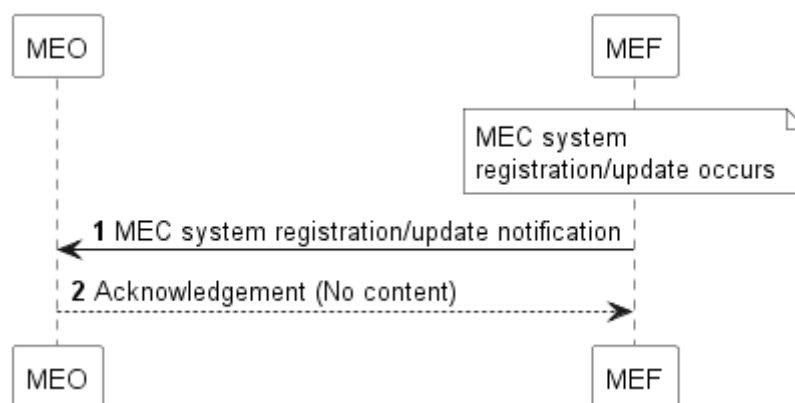 MEO
MEF
MEC system
registration/update occurs
1 MEC system registration/update notification
2 Acknowledgement (No content)
MEO
MEF